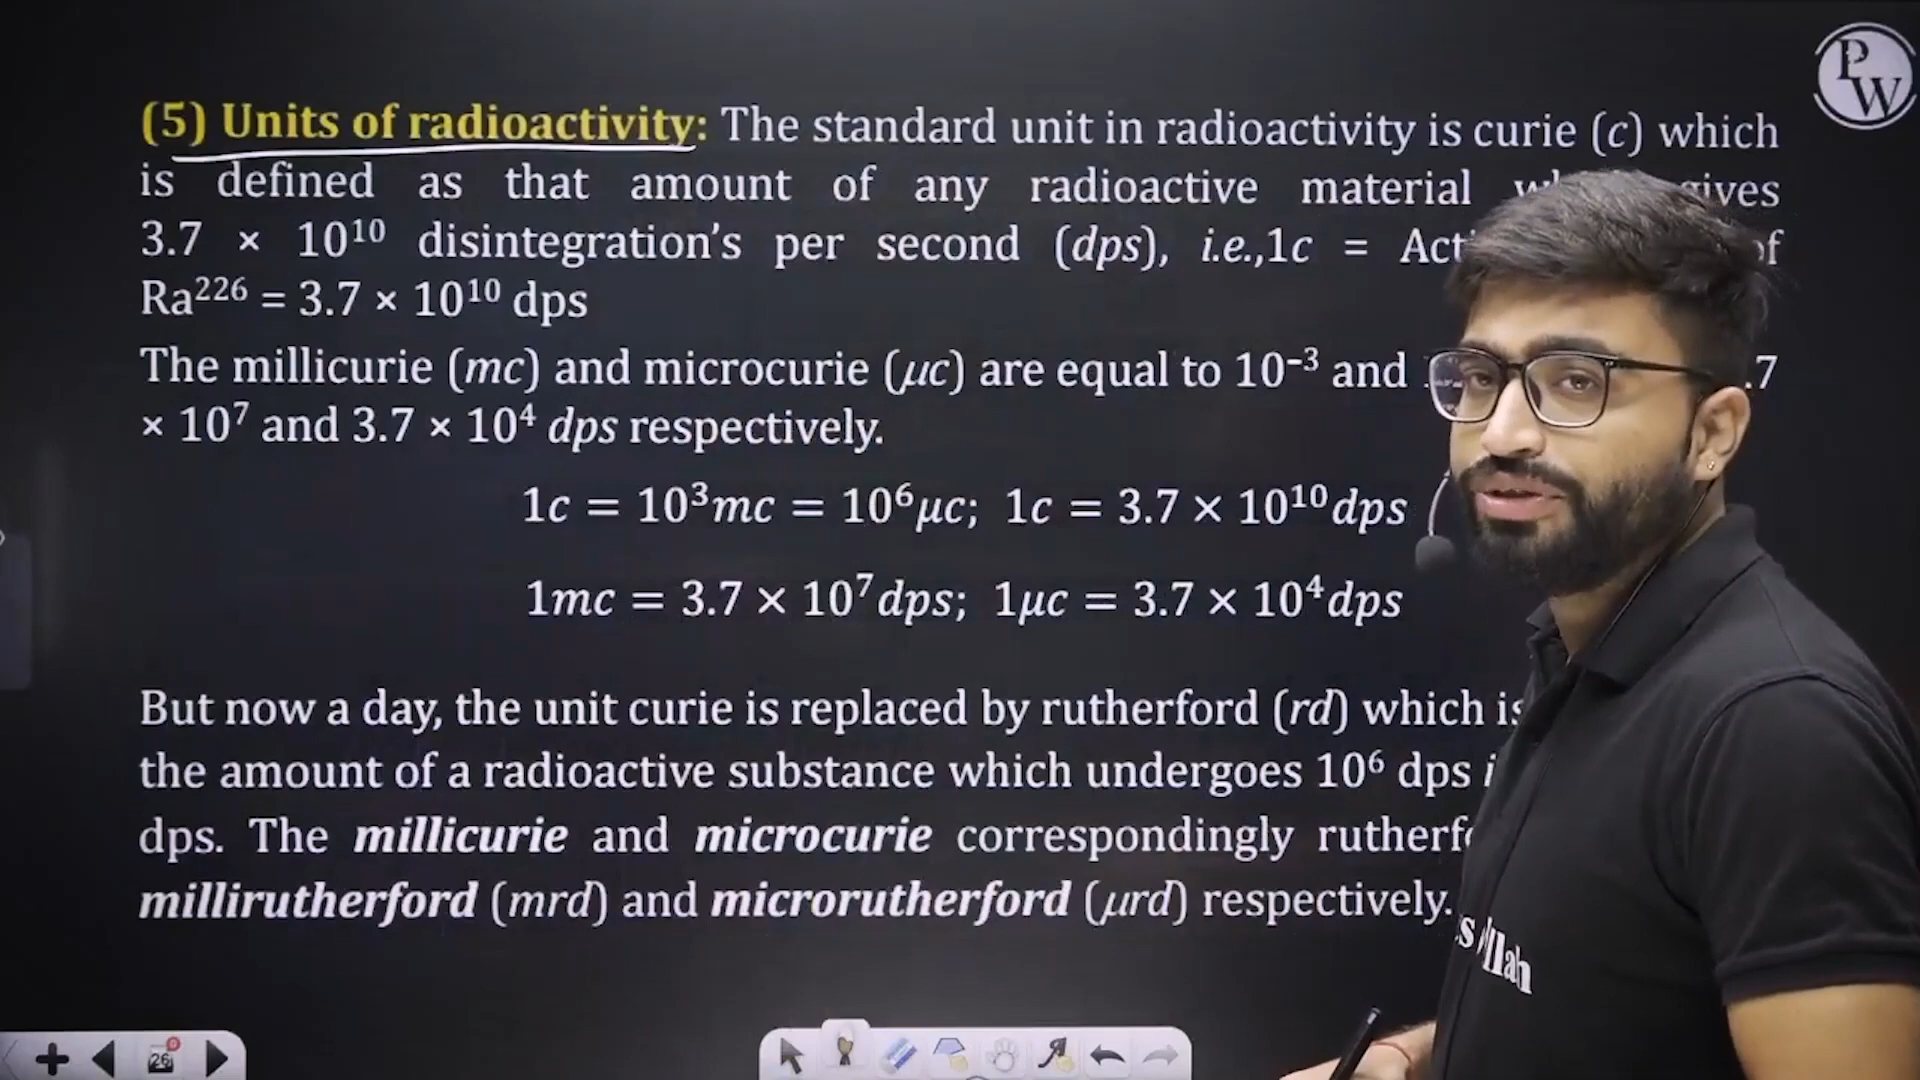 P
W
(5) Units of radioactivity: The standard unit in radioactivity is curie (c) which
is defined as that amount of any radioactive material gives
3.7 × 10¹⁰ disintegration's per second (dps), i.e.,1c = of
Ra²²⁶ = 3.7 × 10¹⁰ dps
The millicurie (mc) and microcurie (μc) are equal to 10⁻³ and .7
× 10⁷ and 3.7 × 10⁴ dps respectively.
1c = 10³mc = 10⁶μc; 1c = 3.7 × 10¹⁰dps
1mc = 3.7 × 10⁷dps; 1μc = 3.7 × 10⁴dps
But now a day, the unit curie is replaced by rutherford (rd) which is
the amount of a radioactive substance which undergoes 10⁶ dps
dps. The millicurie and microcurie correspondingly
millirutherford (mrd) and microrutherford (μrd) respectively.
26